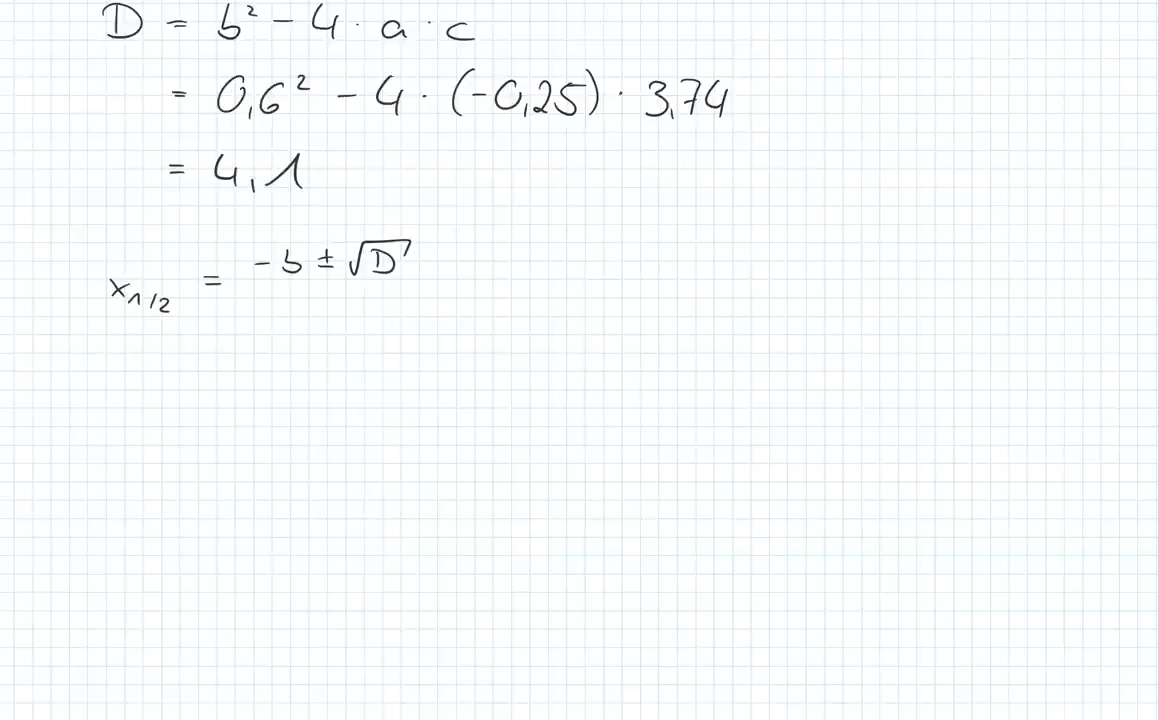 D = b² - 4 · a · c
= 0,6² - 4 · (-0,25) · 3,74
= 4,1
x₁/₂ = -b ± √D